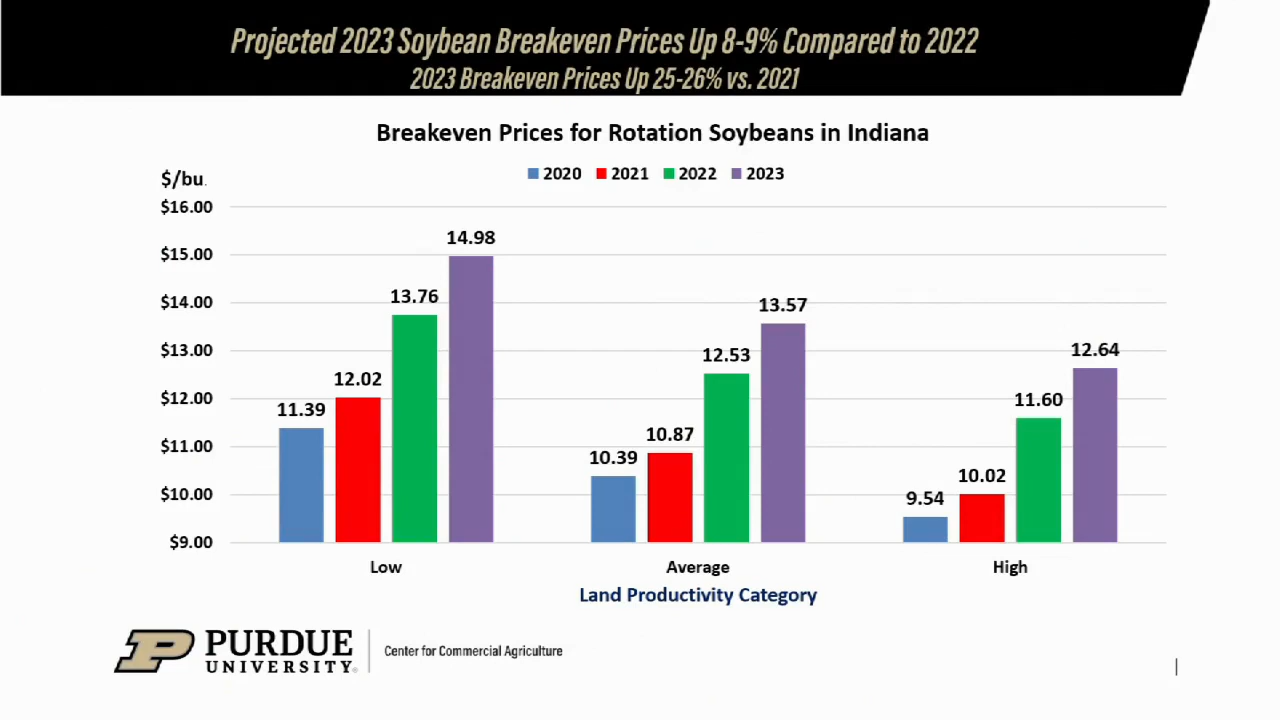 Projected 2023 Soybean Breakeven Prices Up 8-9% Compared to 2022
2023 Breakeven Prices Up 25-26% vs. 2021
Breakeven Prices for Rotation Soybeans in Indiana
$/bu.
2020 2021 2022 2023
$16.00
$15.00
$14.00
$13.00
$12.00
$11.00
$10.00
$9.00
11.39 12.02 13.76 14.98
10.39 10.87 12.53 13.57
9.54 10.02 11.60 12.64
Low Average High
Land Productivity Category
P PURDUE UNIVERSITY®
Center for Commercial Agriculture